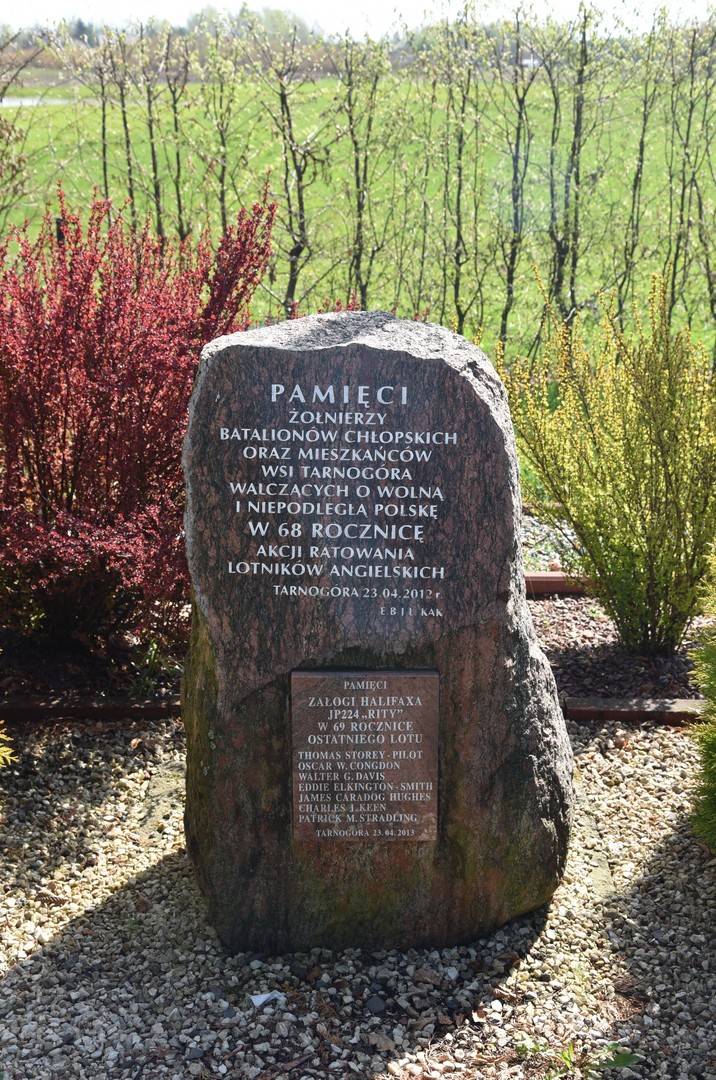 PAMIĘCI
ŻOŁNIERZY
BATALIONÓW CHŁOPSKICH
ORAZ MIESZKAŃCÓW
WSI TARNOGÓRA
WALCZĄCYCH O WOLNĄ
I NIEPODLEGŁĄ POLSKĘ
W 68 ROCZNICĘ
AKCJI RATOWANIA
LOTNIKÓW ANGIELSKICH
TARNOGÓRA 23.04.2012 r
E B J Ł KAK
PAMIĘCI
ZAŁOGI HALIFAXA
JP224 „RITY”
W 69 ROCZNICE
OSTATNIEGO LOTU
THOMAS STOREY - PILOT
OSCAR W. CONGDON
WALTER G. DAVIS
EDDIE ELKINGTON - SMITH
JAMES CARADOG HUGHES
CHARLES J. KEEN
PATRICK M. STRADLING
TARNOGÓRA 23.04.2013